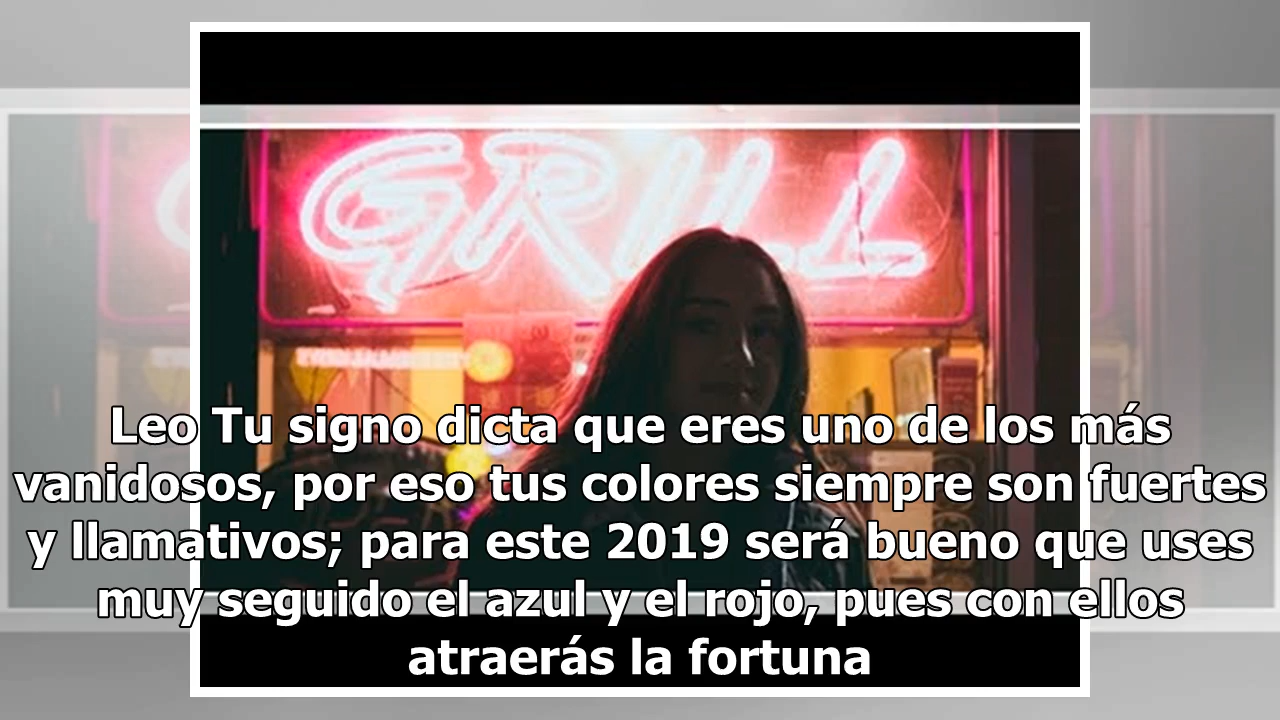 GRILL
Leo Tu signo dicta que eres uno de los más
vanidosos, por eso tus colores siempre son fuertes
y llamativos; para este 2019 será bueno que uses
muy seguido el azul y el rojo, pues con ellos
atraerás la fortuna